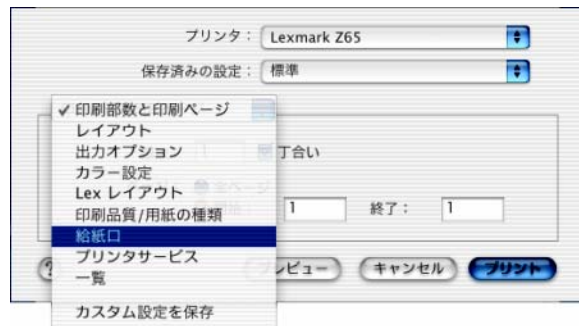 プリンタ： Lexmark Z65
保存済みの設定： 標準
✓ 印刷部数と印刷ページ
レイアウト
出力オプション 1 丁合い
カラー設定
Lex レイアウト
印刷品質/用紙の種類 1 終了： 1
給紙口
プリンタサービス
一覧
? プレビュー キャンセル プリント
カスタム設定を保存